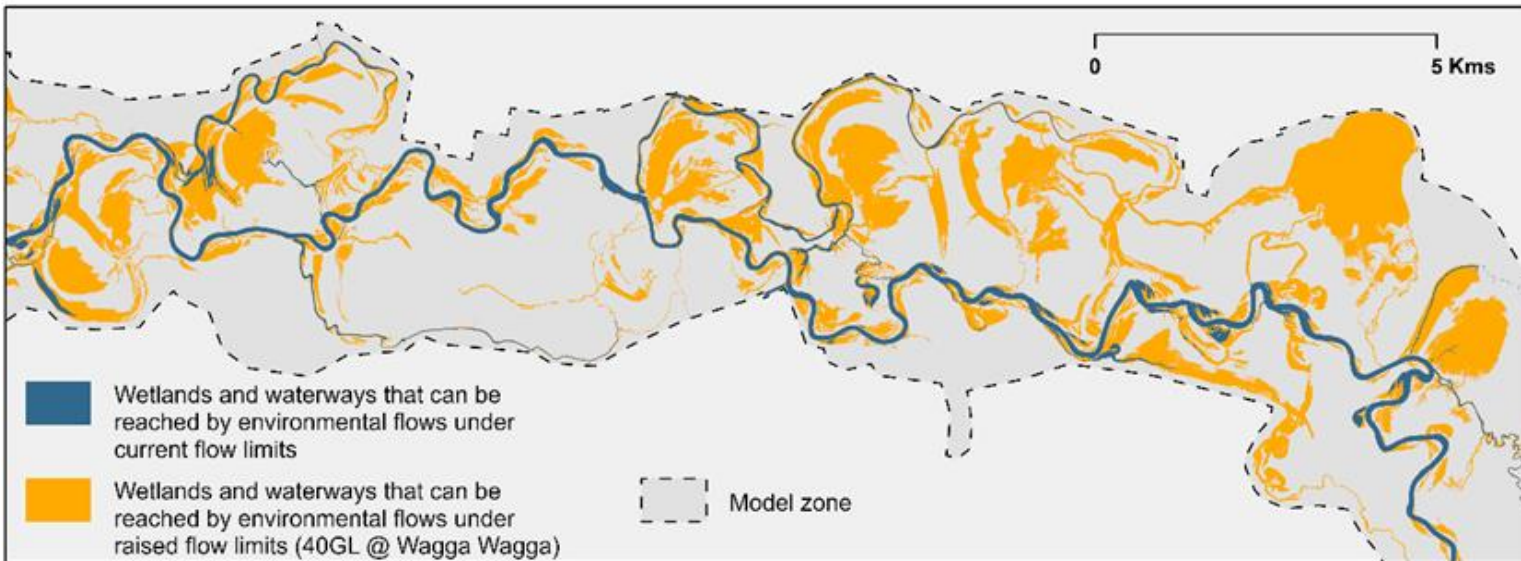 0 5 Kms
Wetlands and waterways that can be
reached by environmental flows under
current flow limits
Wetlands and waterways that can be
reached by environmental flows under
raised flow limits (40GL @ Wagga Wagga)
Model zone